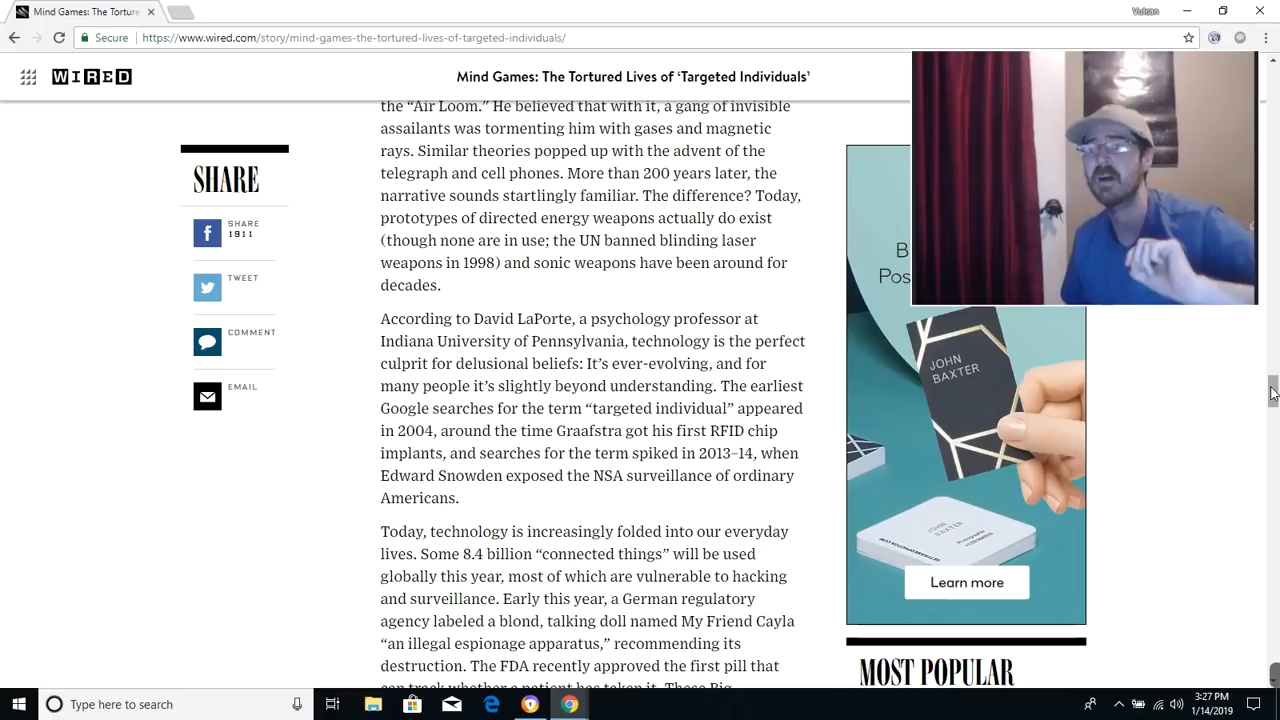 Mind Games: The Torture
Vulcan
Secure
https://www.wired.com/story/mind-games-the-tortured-lives-of-targeted-individuals/
WIRED
Mind Games: The Tortured Lives of ‘Targeted Individuals’
the “Air Loom.” He believed that with it, a gang of invisible
assailants was tormenting him with gases and magnetic
rays. Similar theories popped up with the advent of the
telegraph and cell phones. More than 200 years later, the
narrative sounds startlingly familiar. The difference? Today,
prototypes of directed energy weapons actually do exist
(though none are in use; the UN banned blinding laser
weapons in 1998) and sonic weapons have been around for
decades.
According to David LaPorte, a psychology professor at
Indiana University of Pennsylvania, technology is the perfect
culprit for delusional beliefs: It’s ever-evolving, and for
many people it’s slightly beyond understanding. The earliest
Google searches for the term “targeted individual” appeared
in 2004, around the time Graafstra got his first RFID chip
implants, and searches for the term spiked in 2013–14, when
Edward Snowden exposed the NSA surveillance of ordinary
Americans.
Today, technology is increasingly folded into our everyday
lives. Some 8.4 billion “connected things” will be used
globally this year, most of which are vulnerable to hacking
and surveillance. Early this year, a German regulatory
agency labeled a blond, talking doll named My Friend Cayla
“an illegal espionage apparatus,” recommending its
destruction. The FDA recently approved the first pill that
can track whether a patient has taken it. These Big
SHARE
SHARE
1911
TWEET
COMMENT
EMAIL
B
Pos
JOHN
BAXTER
JOHN
BAXTER
Learn more
MOST POPULAR
Type here to search
3:27 PM
1/14/2019